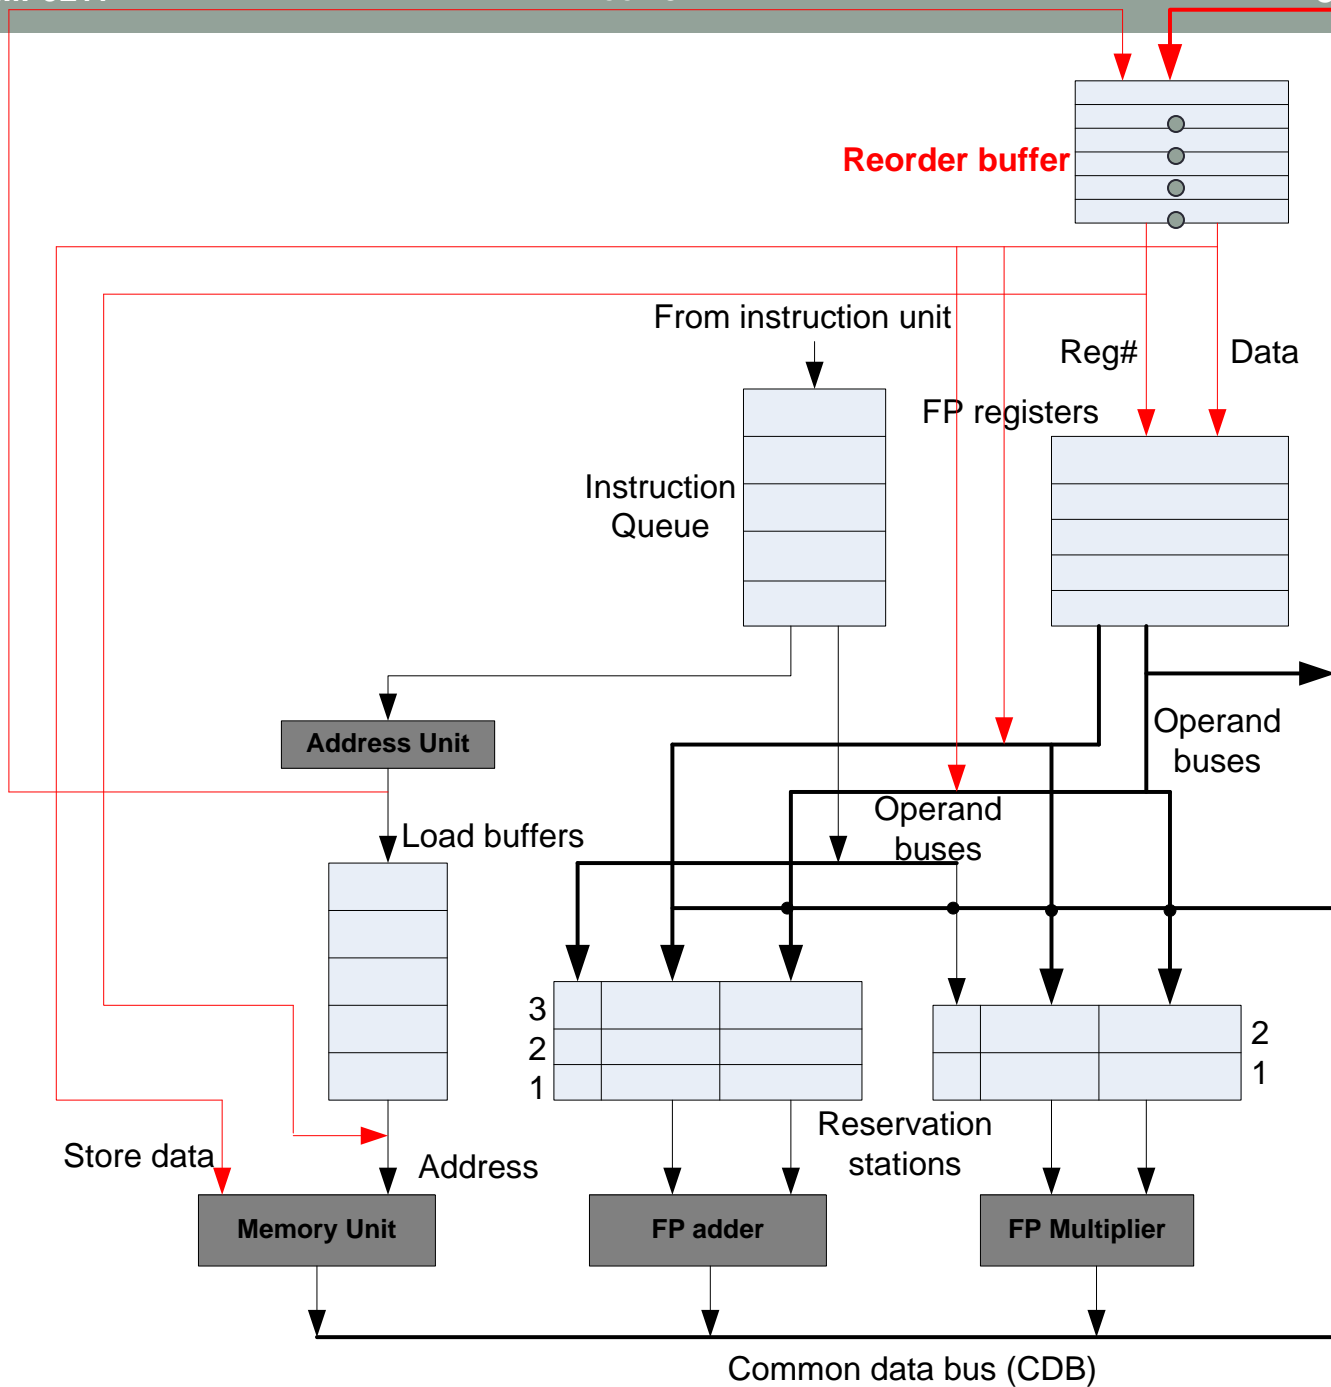 Reorder buffer
From instruction unit
Reg#
Data
FP registers
Instruction
Queue
Operand
buses
Address Unit
Operand
buses
Load buffers
3
2
1
2
1
Reservation
stations
Store data
Address
Memory Unit
FP adder
FP Multiplier
Common data bus (CDB)